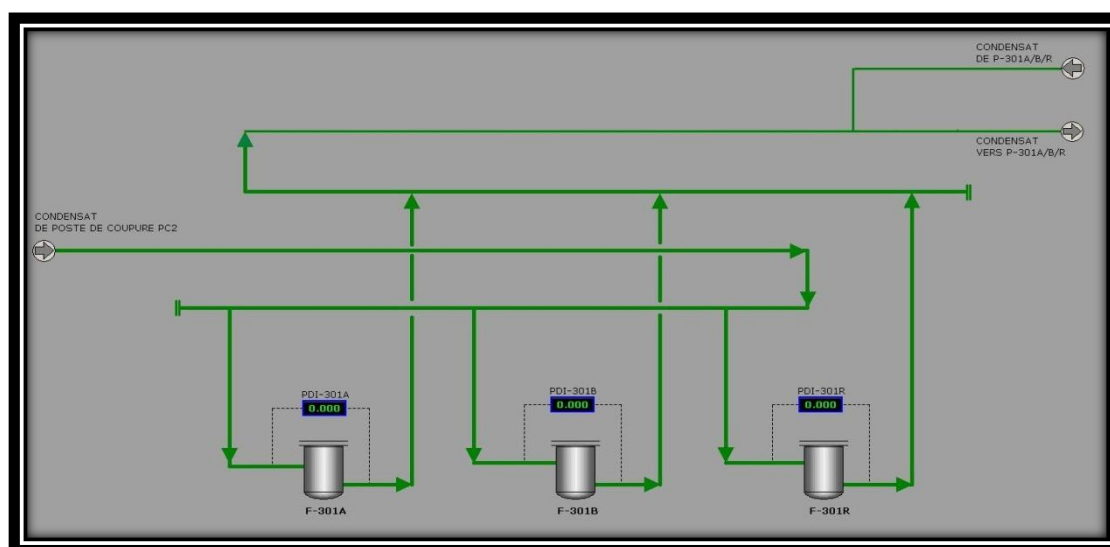 CONDENSAT
DE P-301A/B/R
CONDENSAT
VERS P-301A/B/R
CONDENSAT
DE POSTE DE COUPURE PC2
PDI-301A
0.000
PDI-301B
0.000
PDI-301R
0.000
F-301A
F-301B
F-301R